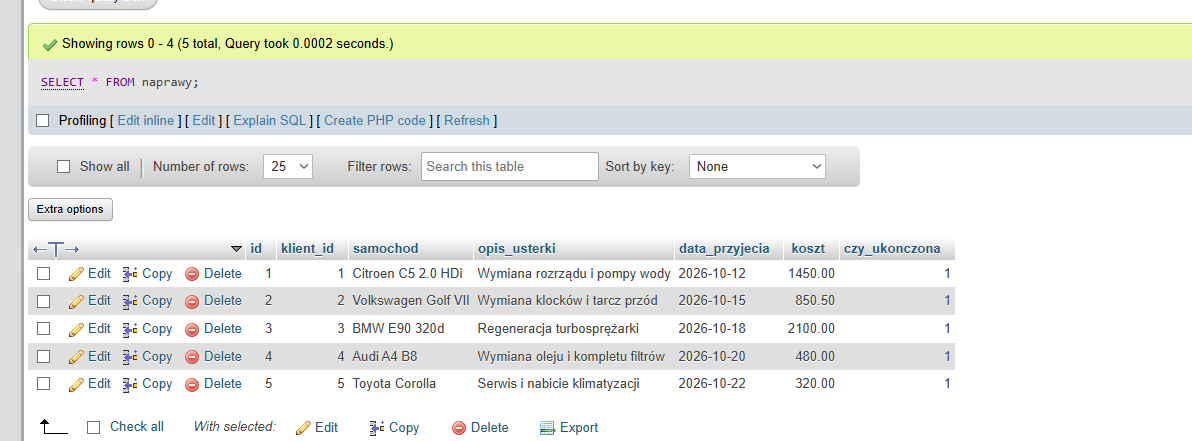 Showing rows 0 - 4 (5 total, Query took 0.0002 seconds.)
SELECT * FROM naprawy;
Profiling [ Edit inline ] [ Edit ] [ Explain SQL ] [ Create PHP code ] [ Refresh ]
Show all Number of rows: 25 Filter rows: Search this table Sort by key: None
Extra options
id klient_id samochod opis_usterki data_przyjecia koszt czy_ukonczona
Edit Copy Delete 1 1 Citroen C5 2.0 HDi Wymiana rozrządu i pompy wody 2026-10-12 1450.00 1
Edit Copy Delete 2 2 Volkswagen Golf VII Wymiana klocków i tarcz przód 2026-10-15 850.50 1
Edit Copy Delete 3 3 BMW E90 320d Regeneracja turbosprężarki 2026-10-18 2100.00 1
Edit Copy Delete 4 4 Audi A4 B8 Wymiana oleju i kompletu filtrów 2026-10-20 480.00 1
Edit Copy Delete 5 5 Toyota Corolla Serwis i nabicie klimatyzacji 2026-10-22 320.00 1
Check all With selected: Edit Copy Delete Export